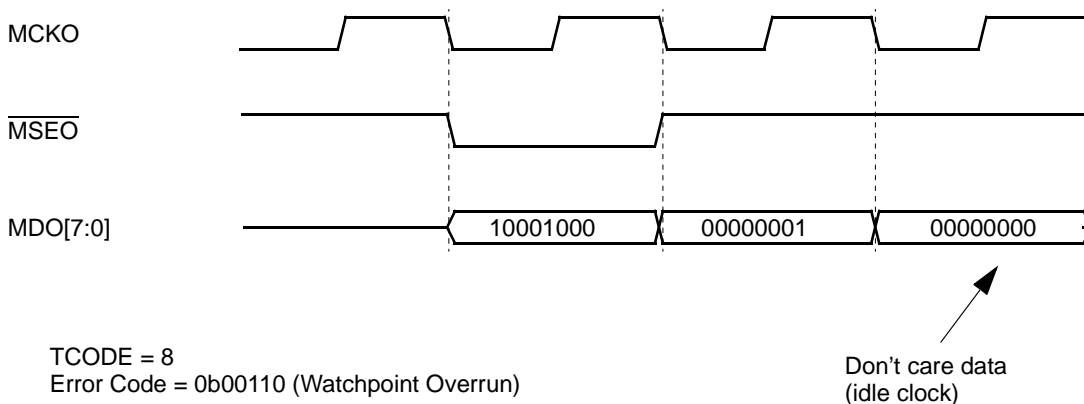 MCKO
MSEO
MDO[7:0] 10001000 00000001 00000000
TCODE = 8
Error Code = 0b00110 (Watchpoint Overrun)
Don't care data
(idle clock)